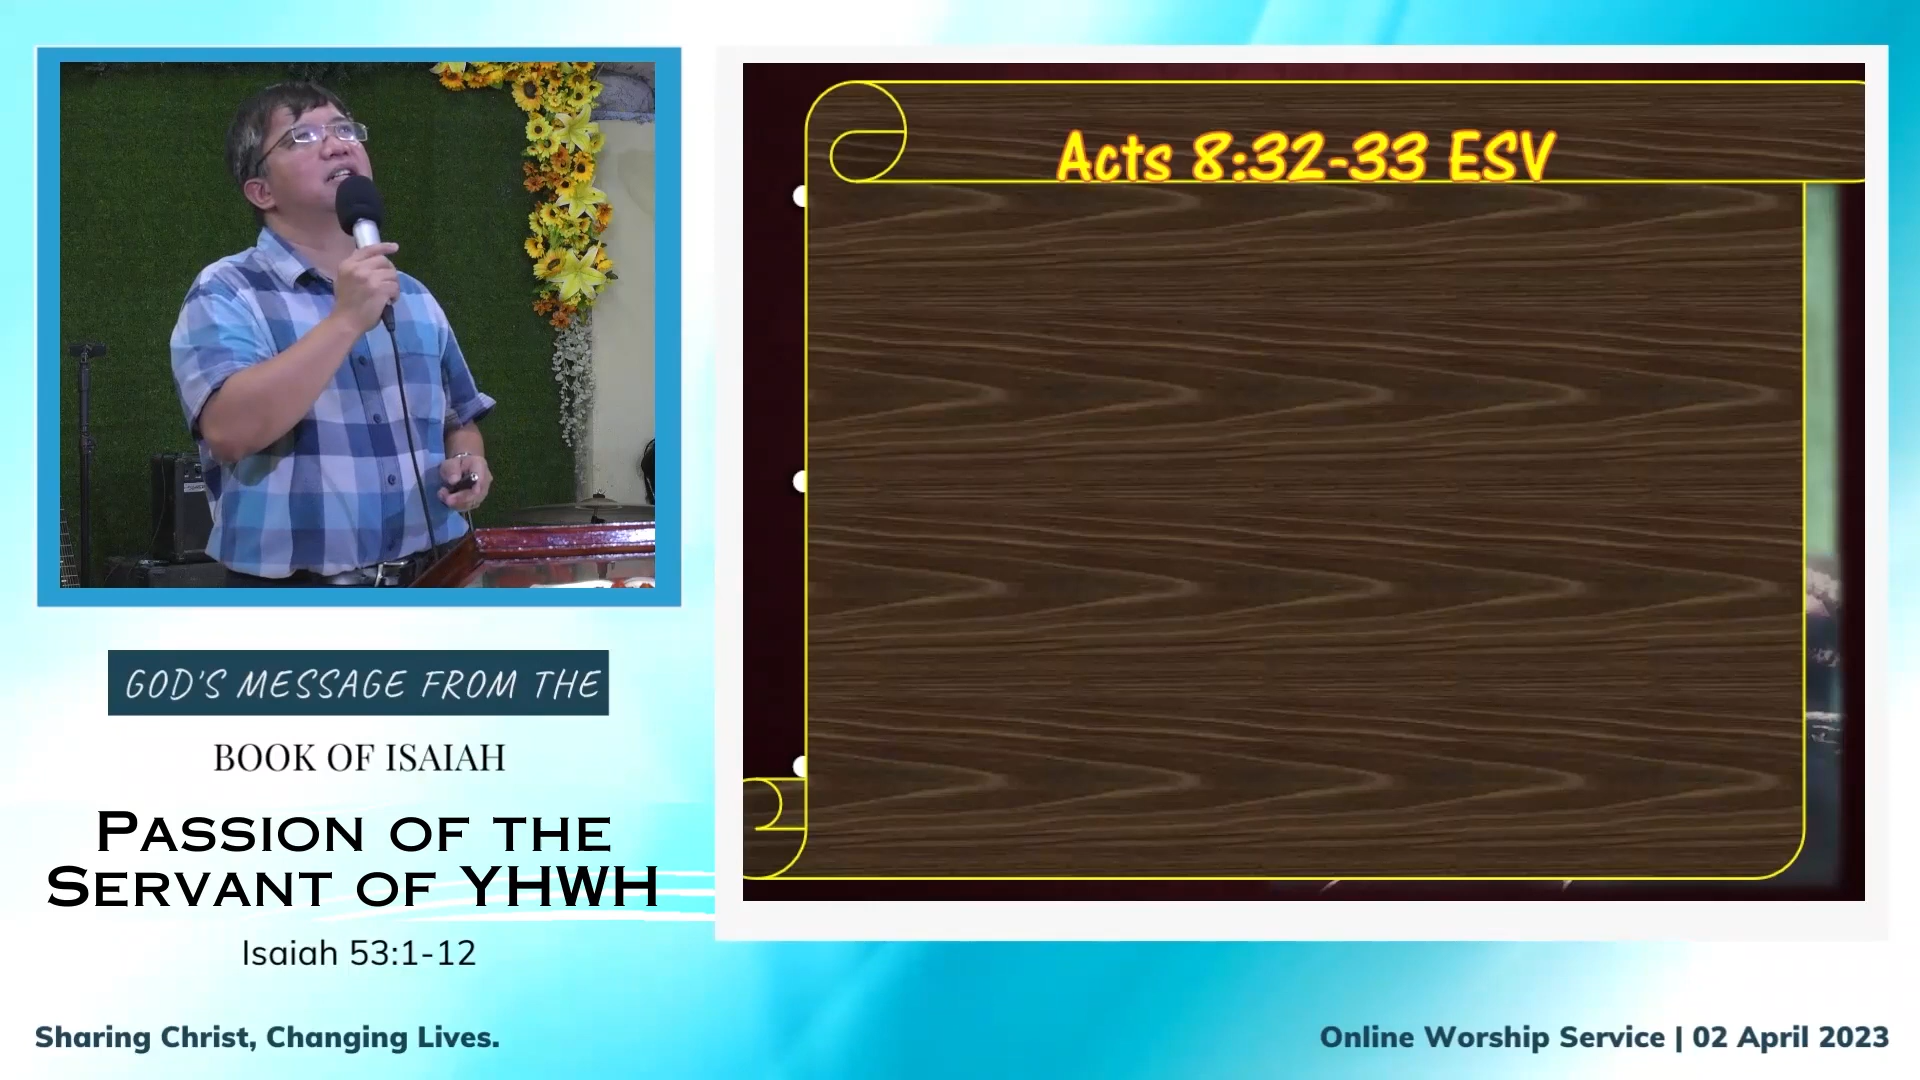 Acts 8:32-33 ESV
GOD'S MESSAGE FROM THE
BOOK OF ISAIAH
PASSION OF THE
SERVANT OF YHWH
Isaiah 53:1-12
Sharing Christ, Changing Lives.
Online Worship Service | 02 April 2023